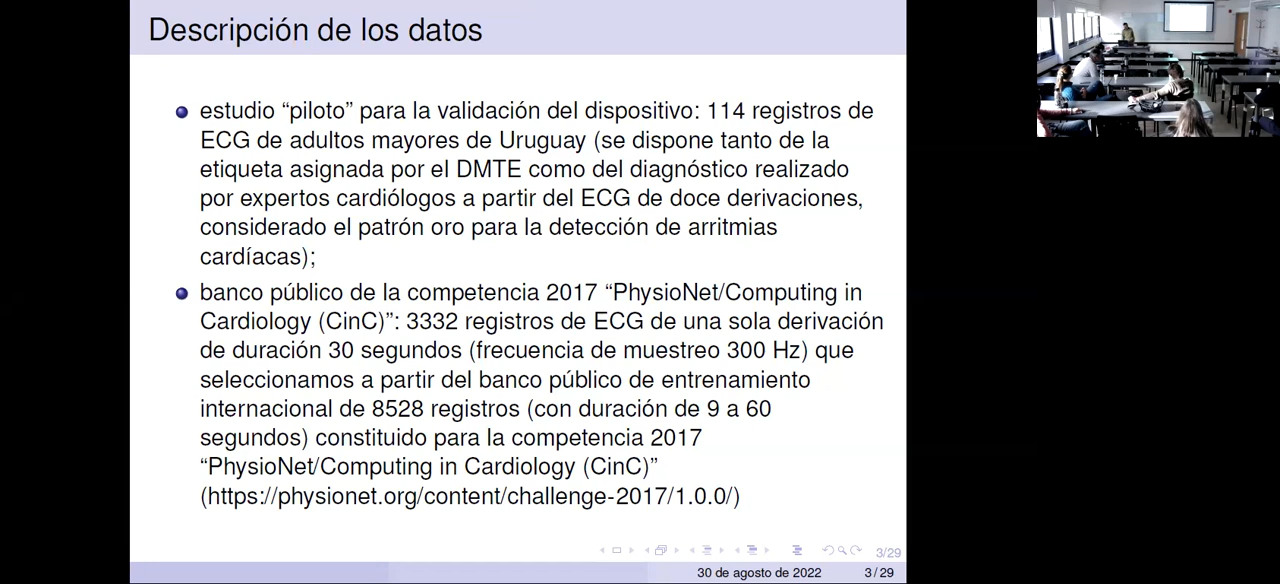 Descripción de los datos
estudio “piloto” para la validación del dispositivo: 114 registros de
ECG de adultos mayores de Uruguay (se dispone tanto de la
etiqueta asignada por el DMTE como del diagnóstico realizado
por expertos cardiólogos a partir del ECG de doce derivaciones,
considerado el patrón oro para la detección de arritmias
cardíacas);
banco público de la competencia 2017 “PhysioNet/Computing in
Cardiology (CinC)”: 3332 registros de ECG de una sola derivación
de duración 30 segundos (frecuencia de muestreo 300 Hz) que
seleccionamos a partir del banco público de entrenamiento
internacional de 8528 registros (con duración de 9 a 60
segundos) constituido para la competencia 2017
“PhysioNet/Computing in Cardiology (CinC)”
(https://physionet.org/content/challenge-2017/1.0.0/)
3/29
30 de agosto de 2022 3 / 29